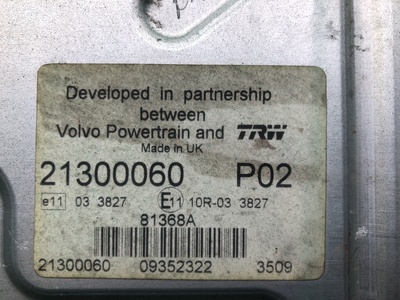 Developed in partnership
between
Volvo Powertrain and TRW
Made in UK
21300060 P02
e11 03 3827 E11 10R-03 3827
81368A
21300060 09352322 3509